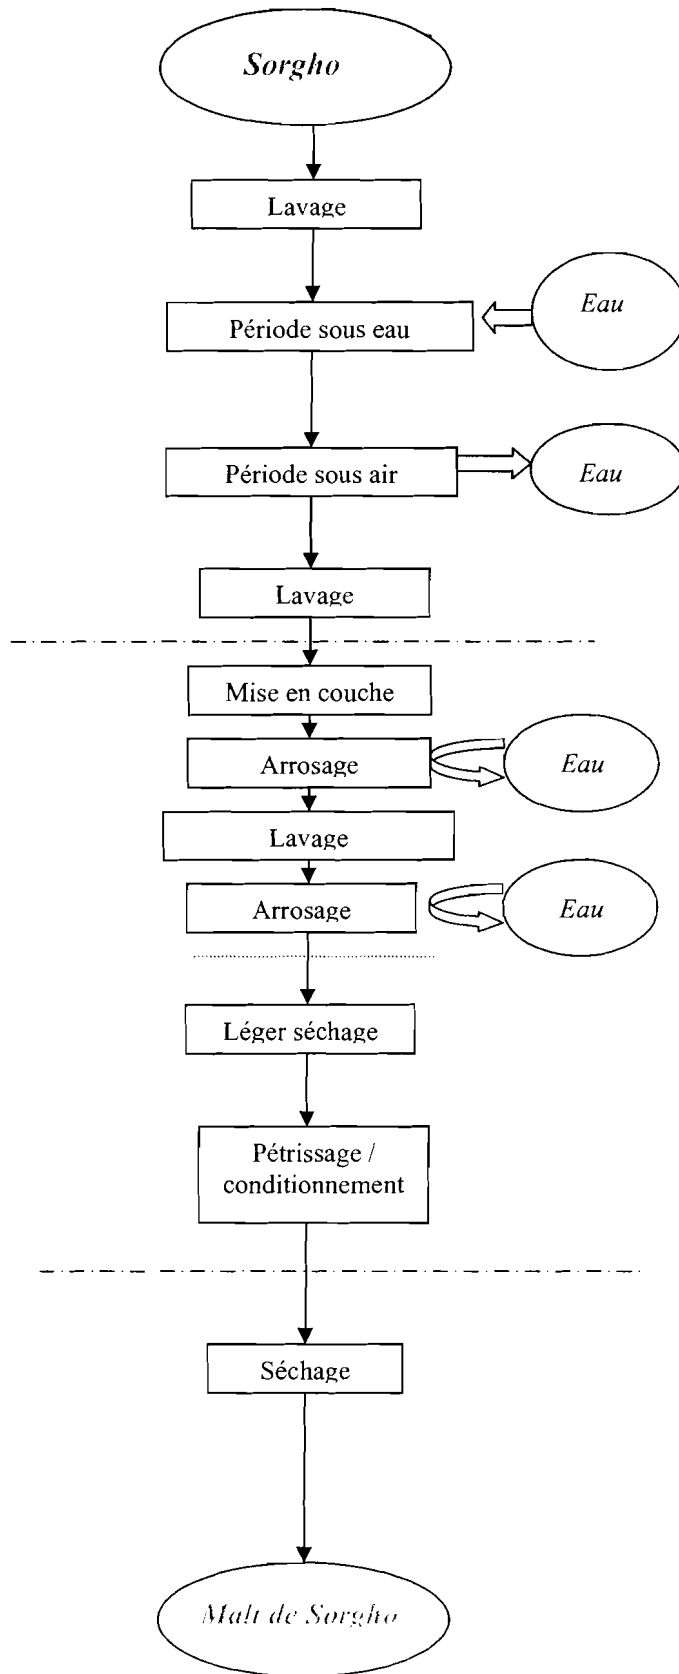 Sorgho
Lavage
Période sous eau
Eau
Période sous air
Eau
Lavage
Mise en couche
Arrosage
Eau
Lavage
Arrosage
Eau
Léger séchage
Pétrissage /
conditionnement
Séchage
Malt de Sorgho